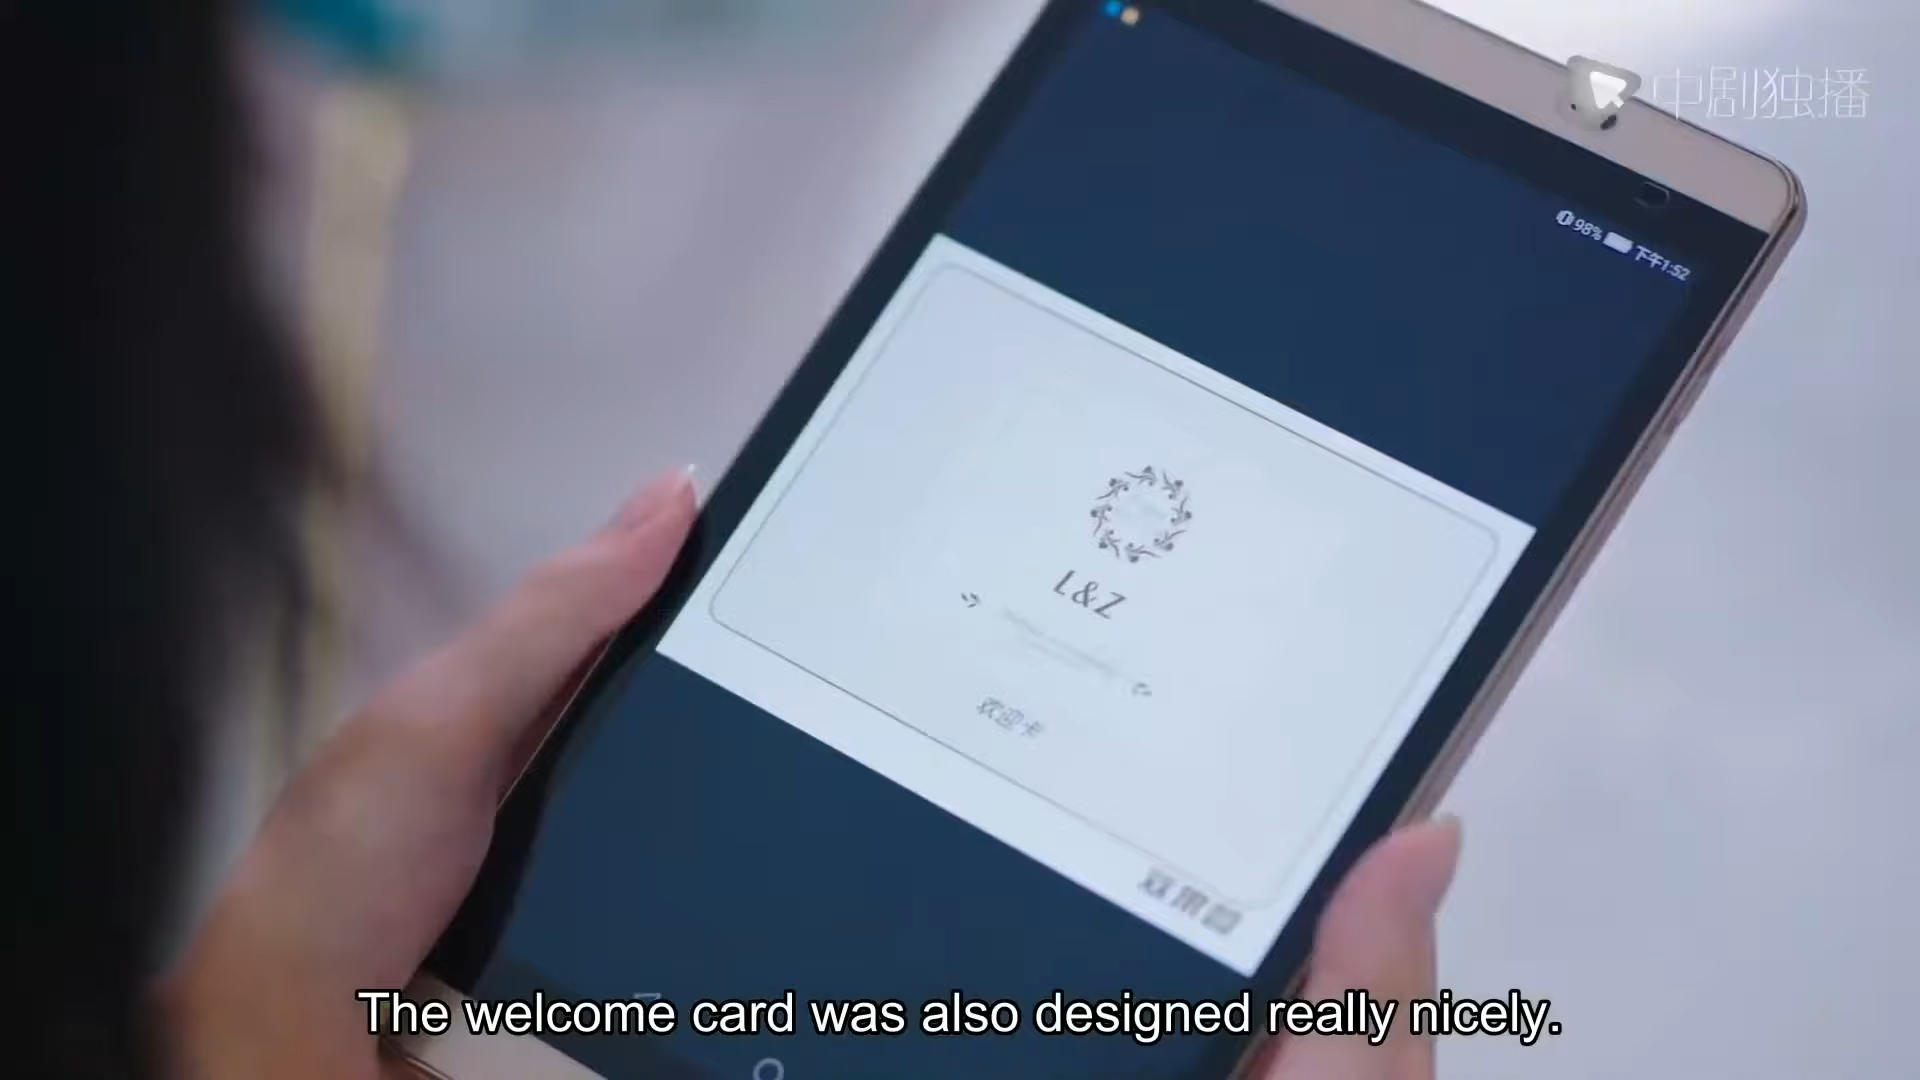 中剧独播
98% 下午1:52
L&Z
欢迎卡
The welcome card was also designed really nicely.